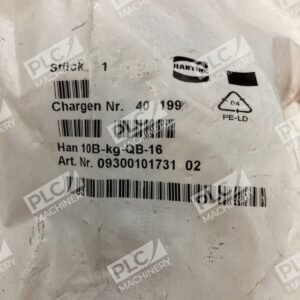 Stück 1
HARTING
Chargen Nr. 40 199
04
PE-LD
Han 10B-kg-QB-16
Art. Nr. 09300101731 02
PLC MACHINERY